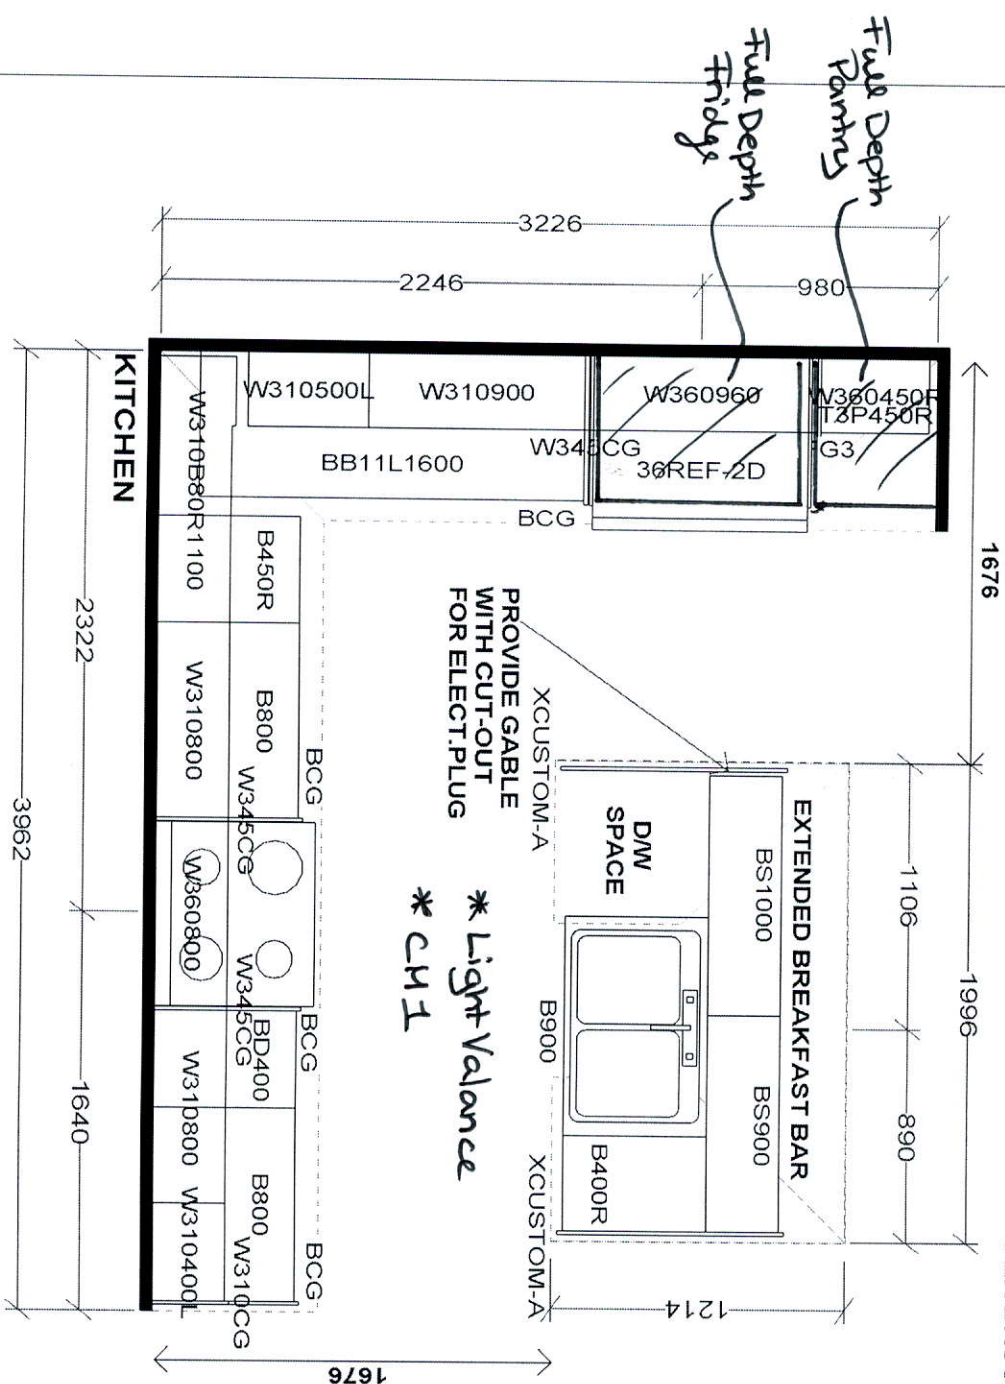 Full Depth
Pantry
Full Depth
Fridge
3226
2246
980
KITCHEN
W310500L
W310900
W360960
W360450R
T3P450R
W345CG
G3
36REF-2D
BB11L1600
BCG
W310B80R1100
B450R
W310800
B800
BCG
W345CG
W360800
W345CG
BCG
BD400
W310800
B800
W310400L
W310CG
BCG
2322
1640
3962
1676
PROVIDE GABLE
WITH CUT-OUT
FOR ELECT.PLUG
XCUSTOM-A
D/W
SPACE
BS1000
EXTENDED BREAKFAST BAR
B900
BS900
B400R
XCUSTOM-A
1106
890
1996
1214
1676
* Light Valance
* CM1